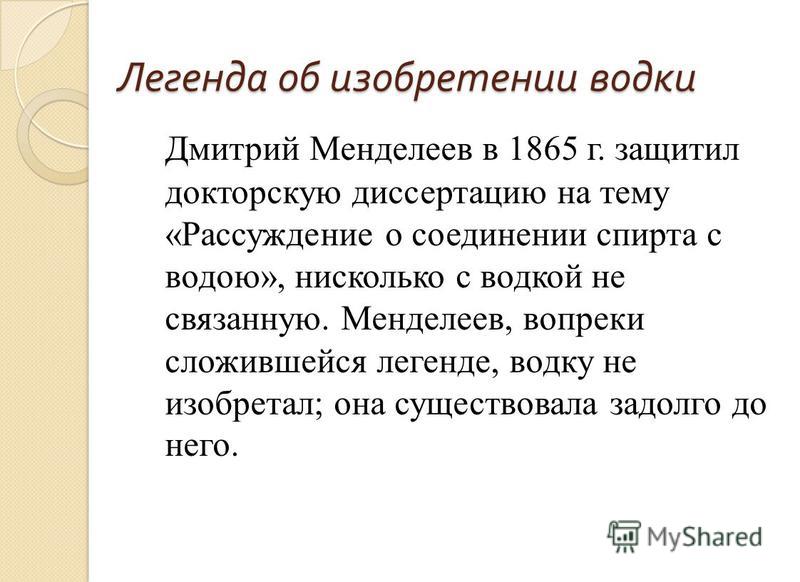 Легенда об изобретении водки
Дмитрий Менделеев в 1865 г. защитил
докторскую диссертацию на тему
«Рассуждение о соединении спирта с
водою», нисколько с водкой не
связанную. Менделеев, вопреки
сложившейся легенде, водку не
изобретал; она существовала задолго до
него.
MyShared